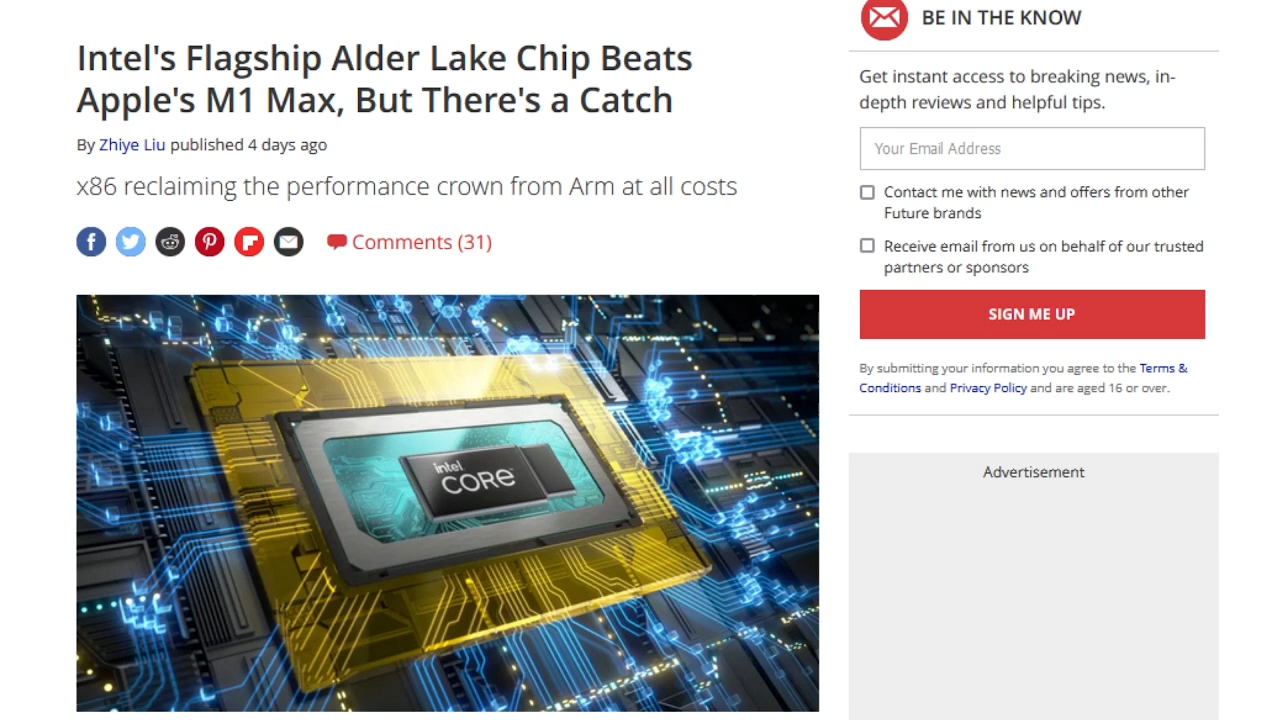 Intel's Flagship Alder Lake Chip Beats
Apple's M1 Max, But There's a Catch
By Zhiye Liu published 4 days ago
x86 reclaiming the performance crown from Arm at all costs
Comments (31)
intel
CORE™
BE IN THE KNOW
Get instant access to breaking news, in-
depth reviews and helpful tips.
Your Email Address
Contact me with news and offers from other
Future brands
Receive email from us on behalf of our trusted
partners or sponsors
SIGN ME UP
By submitting your information you agree to the Terms &
Conditions and Privacy Policy and are aged 16 or over.
Advertisement